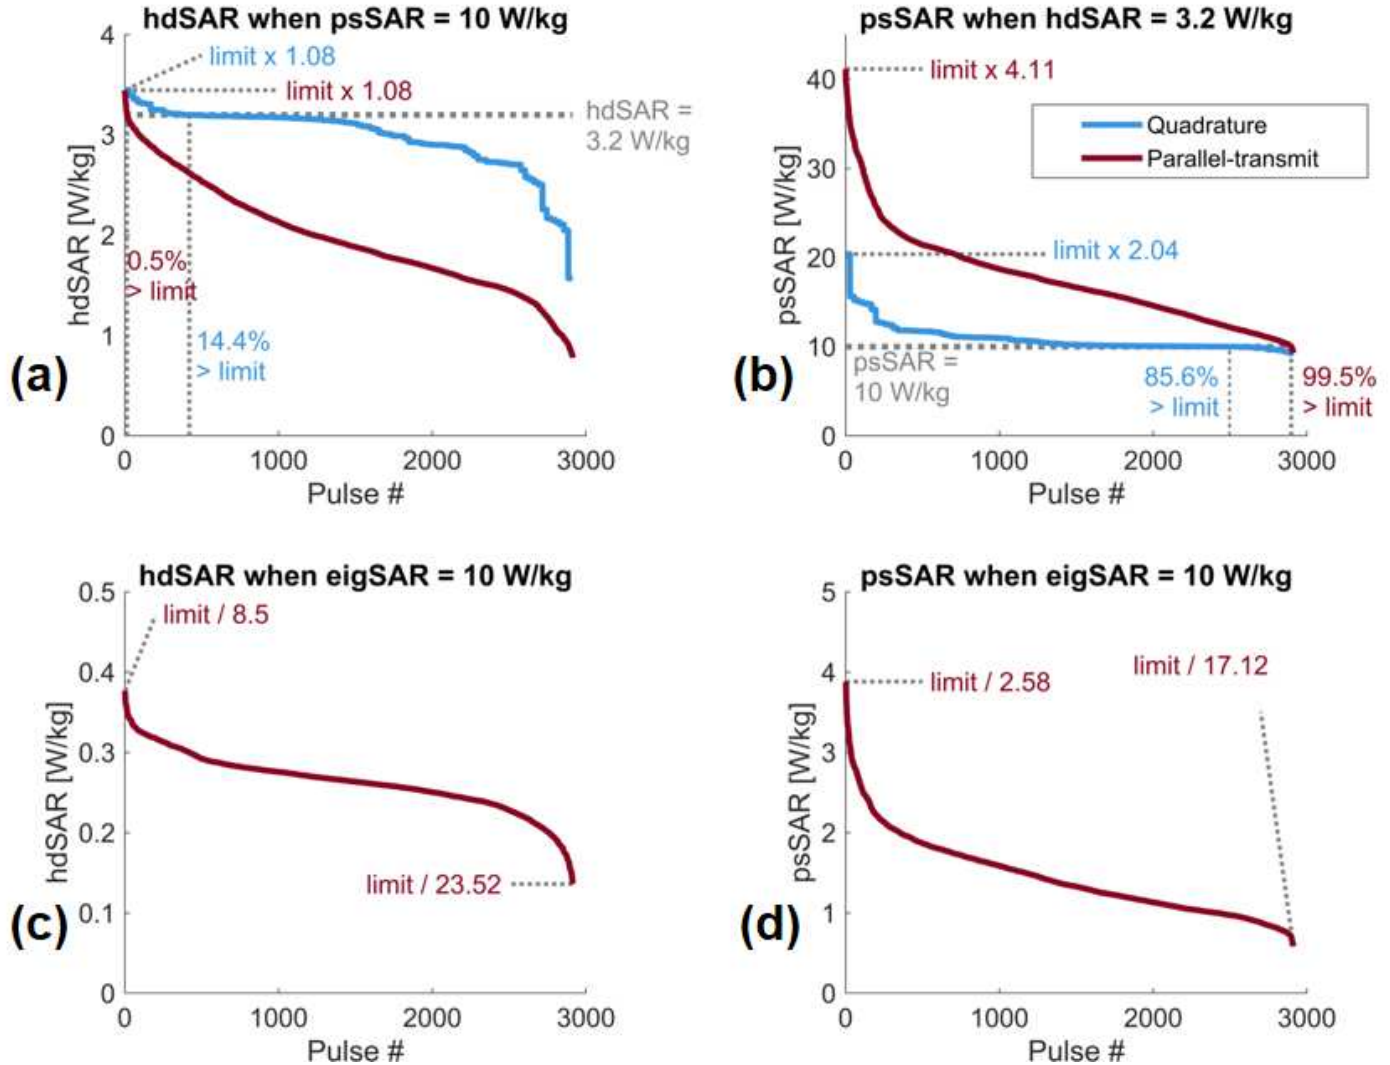 hdSAR when psSAR = 10 W/kg
4
3
2
1
0
hdSAR [W/kg]
limit x 1.08
limit x 1.08
hdSAR =
3.2 W/kg
0.5%
> limit
14.4%
> limit
(a)
0
1000
2000
3000
Pulse #
psSAR when hdSAR = 3.2 W/kg
40
30
20
10
0
psSAR [W/kg]
limit x 4.11
Quadrature
Parallel-transmit
limit x 2.04
psSAR =
10 W/kg
85.6%
> limit
99.5%
> limit
(b)
0
1000
2000
3000
Pulse #
hdSAR when eigSAR = 10 W/kg
0.5
0.4
0.3
0.2
0.1
0
hdSAR [W/kg]
limit / 8.5
limit / 23.52
(c)
0
1000
2000
3000
Pulse #
psSAR when eigSAR = 10 W/kg
5
4
3
2
1
0
psSAR [W/kg]
limit / 2.58
limit / 17.12
(d)
0
1000
2000
3000
Pulse #